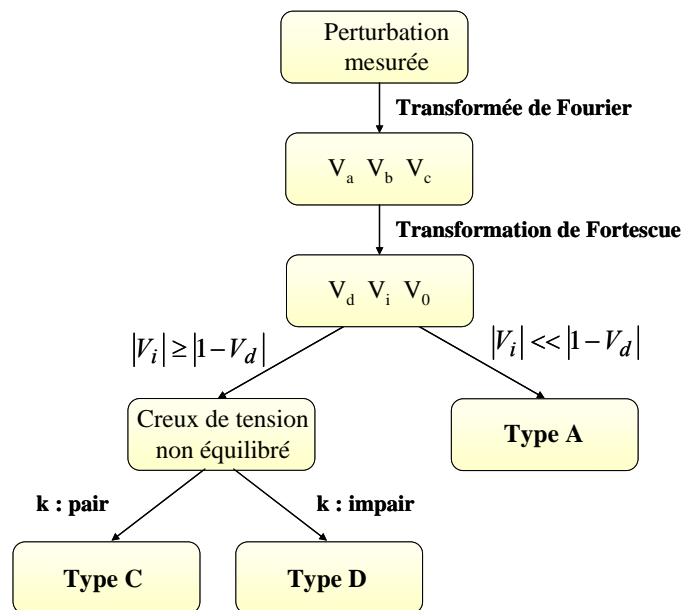 Perturbation
mesurée
Transformée de Fourier
V_a V_b V_c
Transformation de Fortescue
V_d V_i V_0
|V_i| ≥ |1−V_d|
|V_i| << |1−V_d|
Creux de tension
non équilibré
Type A
k : pair
k : impair
Type C
Type D